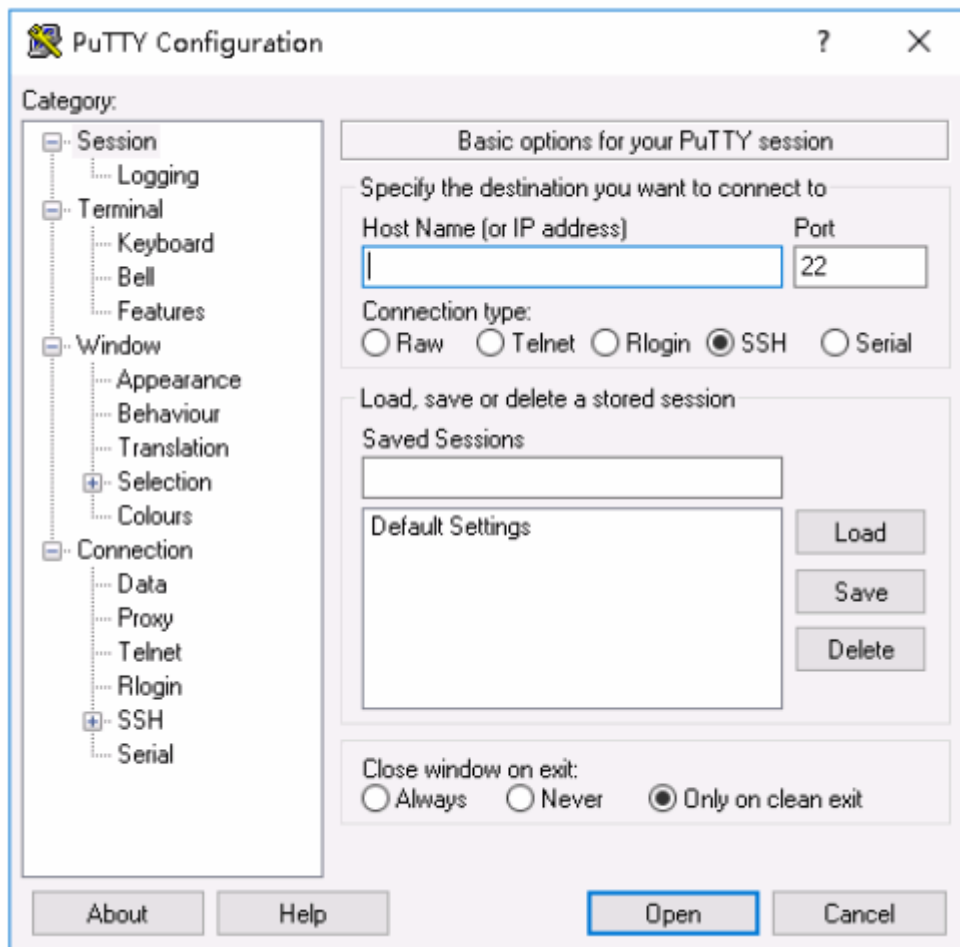 PuTTY Configuration
?
Category:
Session
Logging
Terminal
Keyboard
Bell
Features
Window
Appearance
Behaviour
Translation
Selection
Colours
Connection
Data
Proxy
Telnet
Rlogin
SSH
Serial
Basic options for your PuTTY session
Specify the destination you want to connect to
Host Name (or IP address) Port
22
Connection type:
Raw Telnet Rlogin SSH Serial
Load, save or delete a stored session
Saved Sessions
Default Settings
Load
Save
Delete
Close window on exit:
Always Never Only on clean exit
About Help Open Cancel